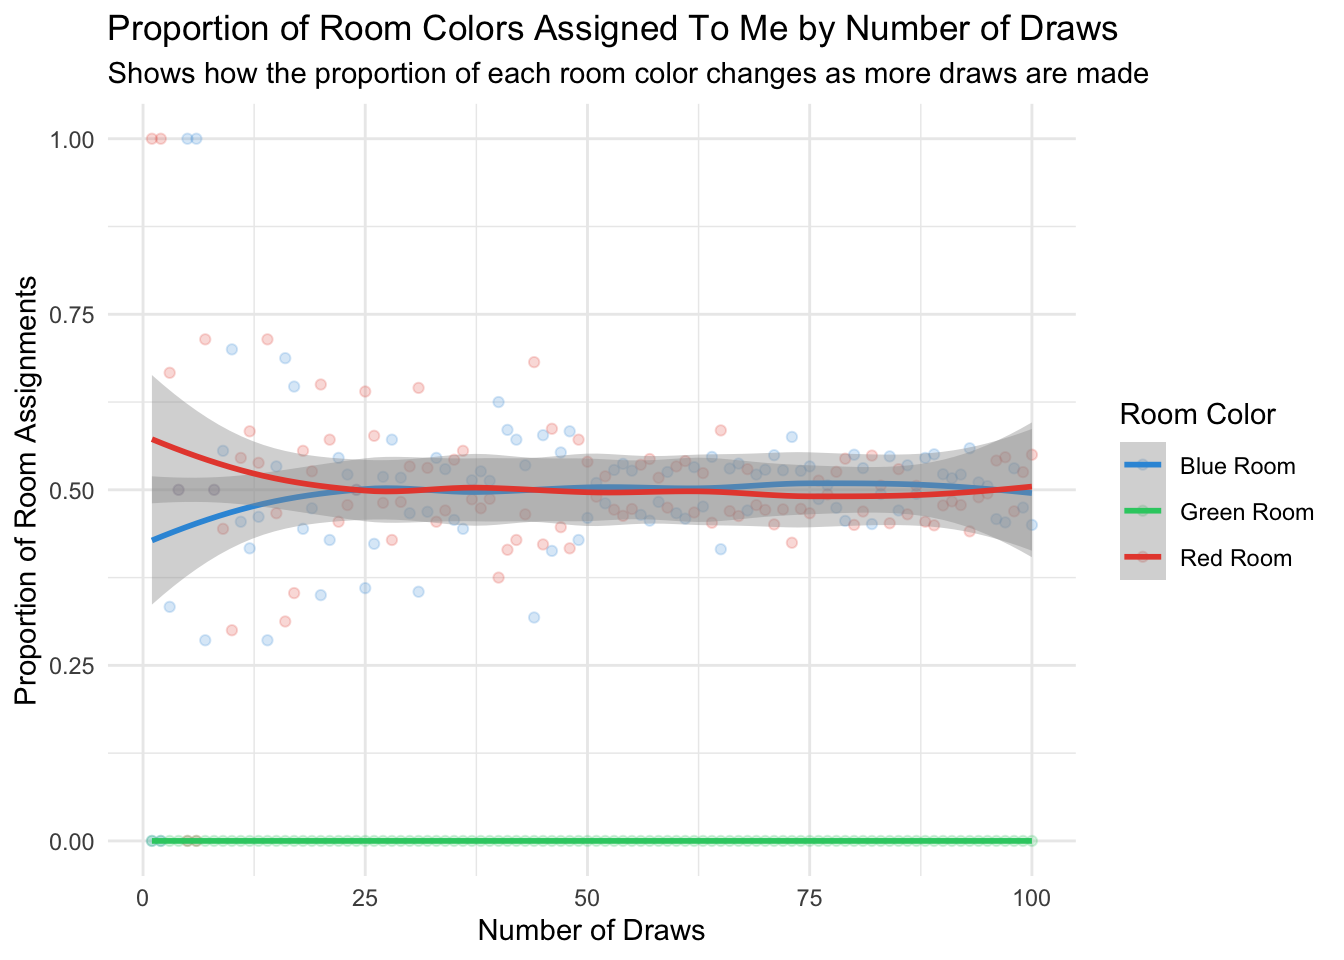 Proportion of Room Colors Assigned To Me by Number of Draws
Shows how the proportion of each room color changes as more draws are made
Proportion of Room Assignments
1.00
0.75
0.50
0.25
0.00
0
25
50
75
100
Number of Draws
Room Color
Blue Room
Green Room
Red Room